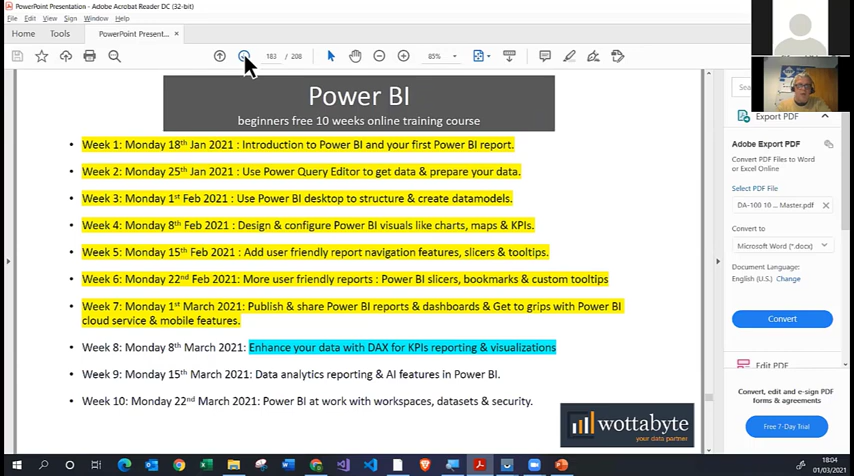 PowerPoint Presentation - Adobe Acrobat Reader DC (32-bit)
File Edit View Sign Window Help
Home Tools PowerPoint Present... ×
183 / 208 85%
Power BI
beginners free 10 weeks online training course
• Week 1: Monday 18th Jan 2021 : Introduction to Power BI and your first Power BI report.
• Week 2: Monday 25th Jan 2021 : Use Power Query Editor to get data & prepare your data.
• Week 3: Monday 1st Feb 2021 : Use Power BI desktop to structure & create datamodels.
• Week 4: Monday 8th Feb 2021 : Design & configure Power BI visuals like charts, maps & KPIs.
• Week 5: Monday 15th Feb 2021 : Add user friendly report navigation features, slicers & tooltips.
• Week 6: Monday 22nd Feb 2021: More user friendly reports : Power BI slicers, bookmarks & custom tooltips
• Week 7: Monday 1st March 2021: Publish & share Power BI reports & dashboards & Get to grips with Power BI
cloud service & mobile features.
• Week 8: Monday 8th March 2021: Enhance your data with DAX for KPIs reporting & visualizations
• Week 9: Monday 15th March 2021: Data analytics reporting & AI features in Power BI.
• Week 10: Monday 22nd March 2021: Power BI at work with workspaces, datasets & security.
wottabyte
your data partner
Sea
Export PDF
Adobe Export PDF
Convert PDF Files to Word
or Excel Online
Select PDF File
DA-100 10 ... Master.pdf
Convert to
Microsoft Word (*.docx)
Document Language:
English (U.S.) Change
Convert
Edit PDF
Convert, edit and e-sign PDF
forms & agreements
Free 7-Day Trial
18:04
01/03/2021